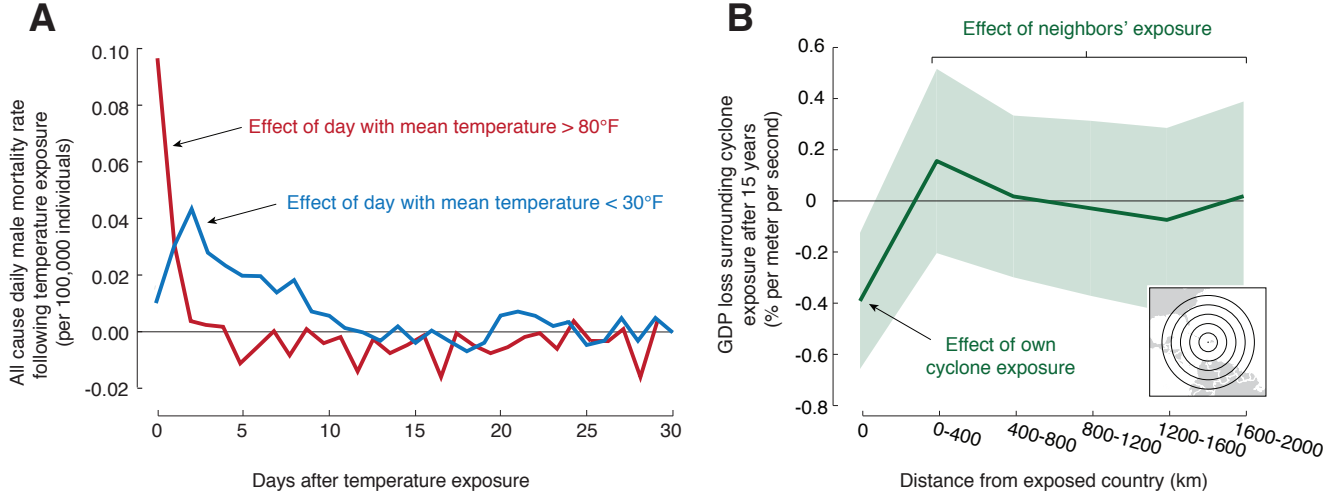 A
All cause daily male mortality rate
following temperature exposure
(per 100,000 individuals)
0.10
0.08
0.06
0.04
0.02
0.00
-0.02
Effect of day with mean temperature > 80°F
Effect of day with mean temperature < 30°F
0
5
10
15
20
25
30
Days after temperature exposure
B
GDP loss surrounding cyclone
exposure after 15 years
(% per meter per second)
0.6
0.4
0.2
0
-0.2
-0.4
-0.6
-0.8
Effect of neighbors' exposure
Effect of own
cyclone exposure
0
0-400
400-800
800-1200
1200-1600
1600-2000
Distance from exposed country (km)